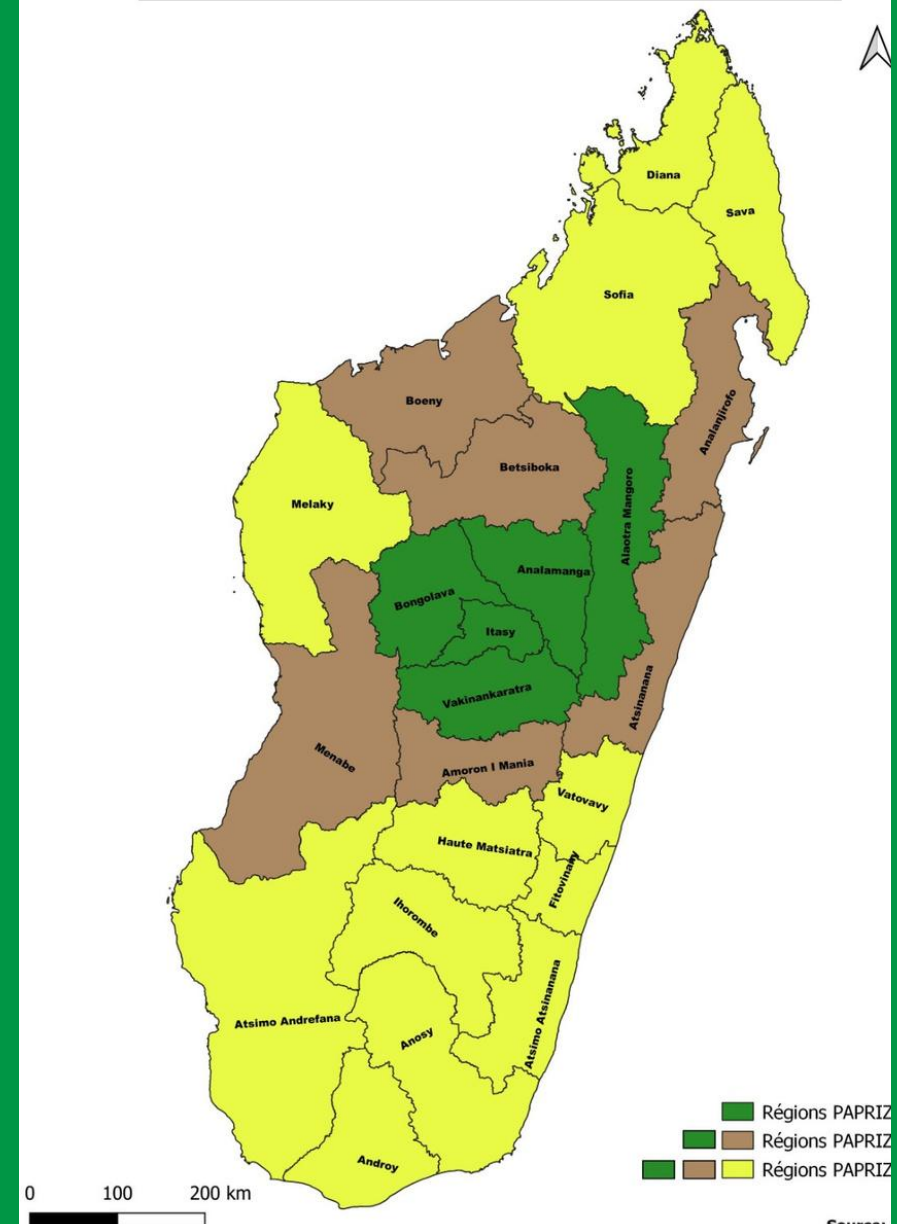 Diana
Sava
Sofia
Boeny
Analanjirofo
Betsiboka
Melaky
Alaotra Mangoro
Analamanga
Bongolava
Itasy
Vakinankaratra
Atsinanana
Menabe
Amoron I Mania
Vatovavy
Haute Matsiatra
Fitovinany
Ihorombe
Atsimo Atsinanana
Atsimo Andrefana
Anosy
Androy
Régions PAPRIZ
Régions PAPRIZ
Régions PAPRIZ
0 100 200 km